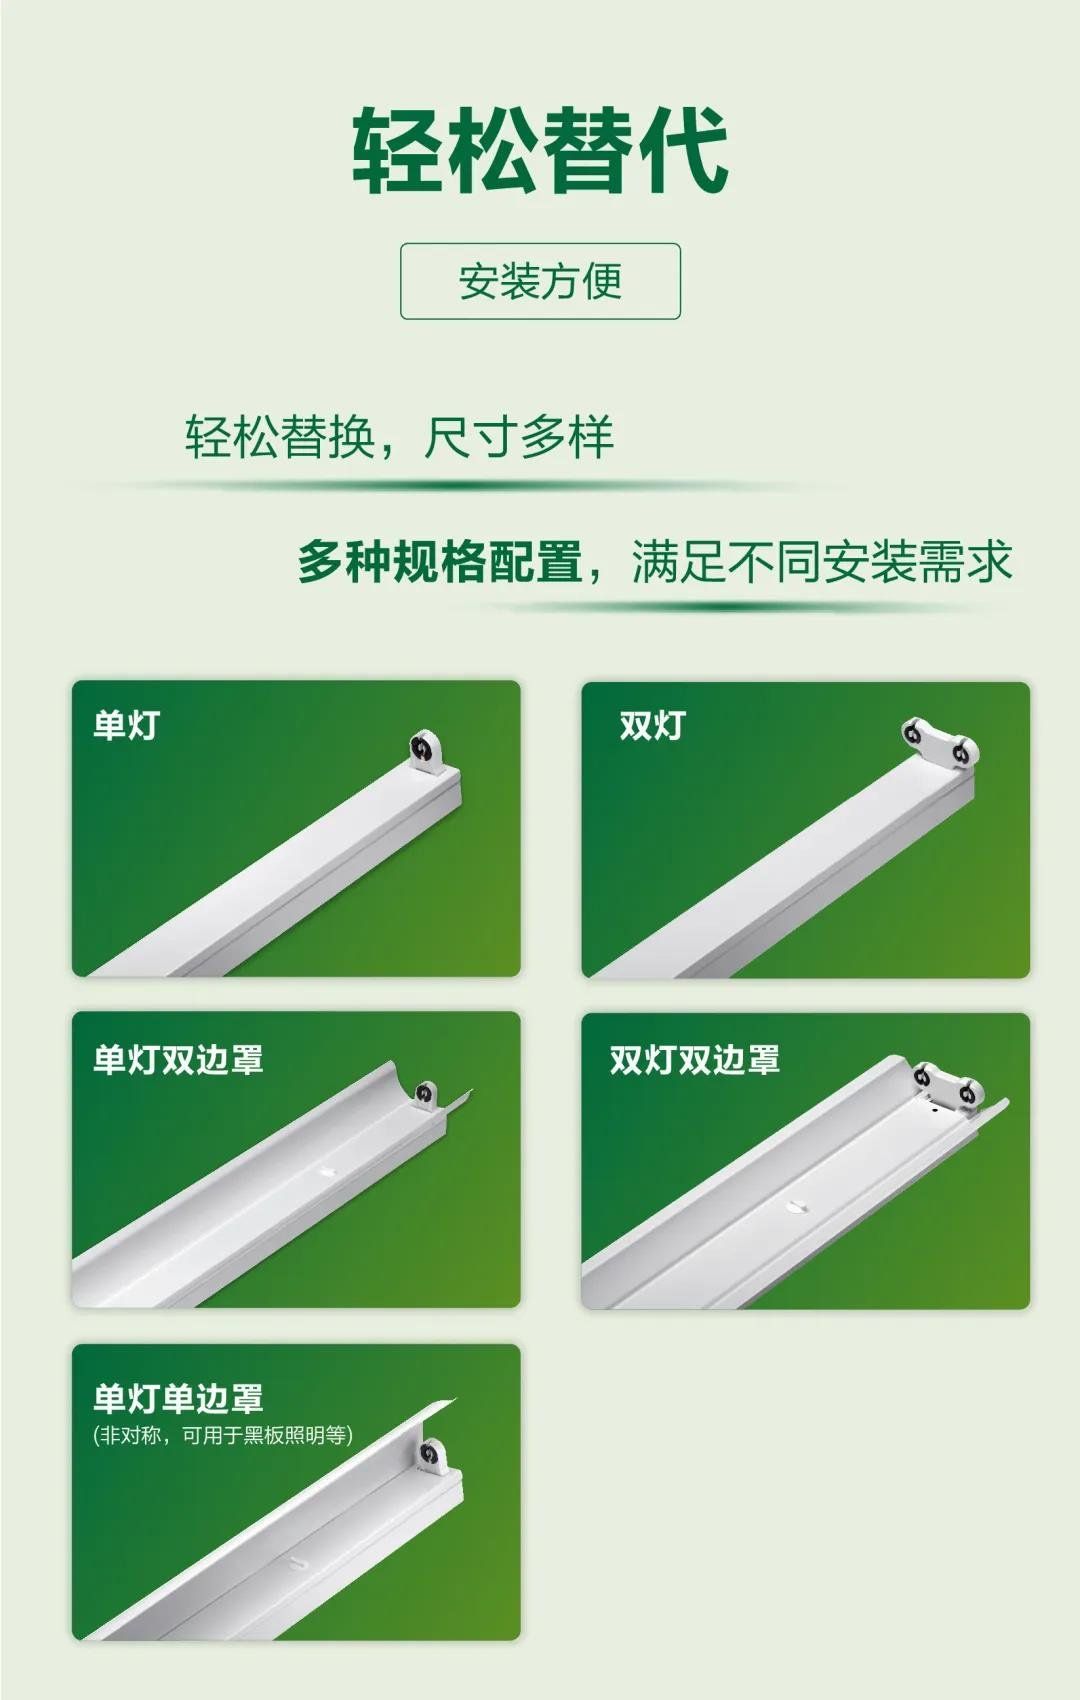 轻松替代
安装方便
轻松替换，尺寸多样
多种规格配置，满足不同安装需求
单灯
双灯
单灯双边罩
双灯双边罩
单灯单边罩
(非对称，可用于黑板照明等)